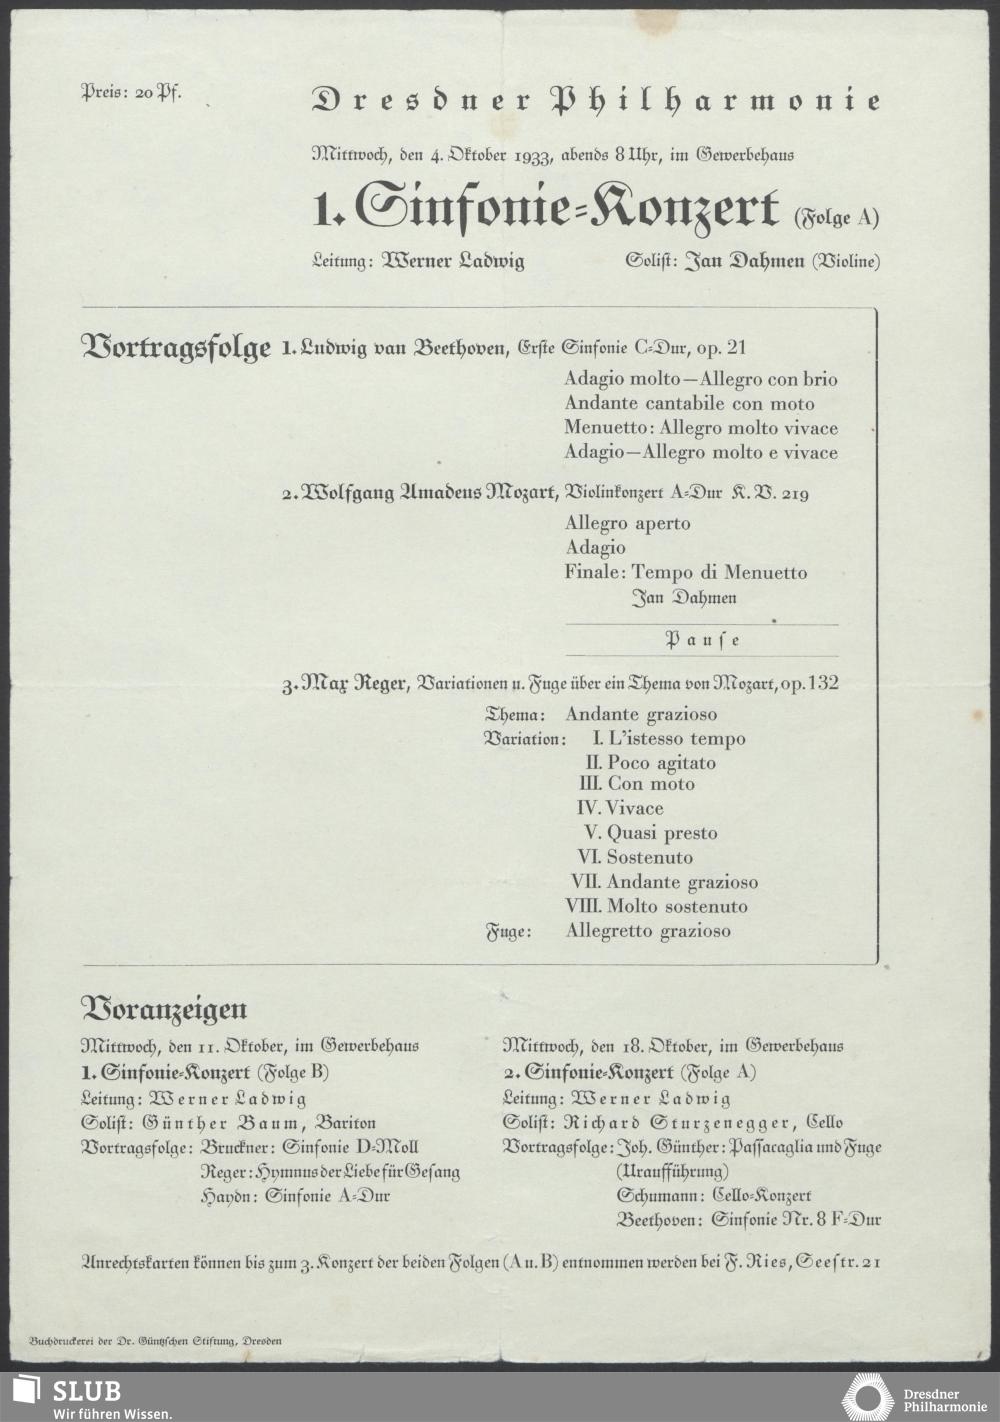 Preis: 20 Pf.
Dresdner Philharmonie
Mittwoch, den 4. Oktober 1933, abends 8 Uhr, im Gewerbehaus
1. Sinfonie-Konzert (Folge A)
Leitung: Werner Ladwig Solist: Jan Dahmen (Violine)
Vortragsfolge 1. Ludwig van Beethoven, Erste Sinfonie C-Dur, op. 21
Adagio molto — Allegro con brio
Andante cantabile con moto
Menuetto: Allegro molto vivace
Adagio — Allegro molto e vivace
2. Wolfgang Amadeus Mozart, Violinkonzert A-Dur K. V. 219
Allegro aperto
Adagio
Finale: Tempo di Menuetto
Jan Dahmen
Pause
3. Max Reger, Variationen u. Fuge über ein Thema von Mozart, op. 132
Thema: Andante grazioso
Variation: I. L'istesso tempo
II. Poco agitato
III. Con moto
IV. Vivace
V. Quasi presto
VI. Sostenuto
VII. Andante grazioso
VIII. Molto sostenuto
Fuge: Allegretto grazioso
Voranzeigen
Mittwoch, den 11. Oktober, im Gewerbehaus
1. Sinfonie-Konzert (Folge B)
Leitung: Werner Ladwig
Solist: Günther Baum, Bariton
Vortragsfolge: Bruckner: Sinfonie D-Moll
Reger: Hymnus der Liebe für Gesang
Haydn: Sinfonie A-Dur
Mittwoch, den 18. Oktober, im Gewerbehaus
2. Sinfonie-Konzert (Folge A)
Leitung: Werner Ladwig
Solist: Richard Sturzenegger, Cello
Vortragsfolge: Joh. Günther: Passacaglia und Fuge
(Uraufführung)
Schumann: Cello-Konzert
Beethoven: Sinfonie Nr. 8 F-Dur
Anrechtskarten können bis zum 3. Konzert der beiden Folgen (A u. B) entnommen werden bei F. Ries, Seestr. 21
Buchdruckerei der Dr. Güntzschen Stiftung, Dresden
SLUB
Wir führen Wissen.
Dresdner
Philharmonie